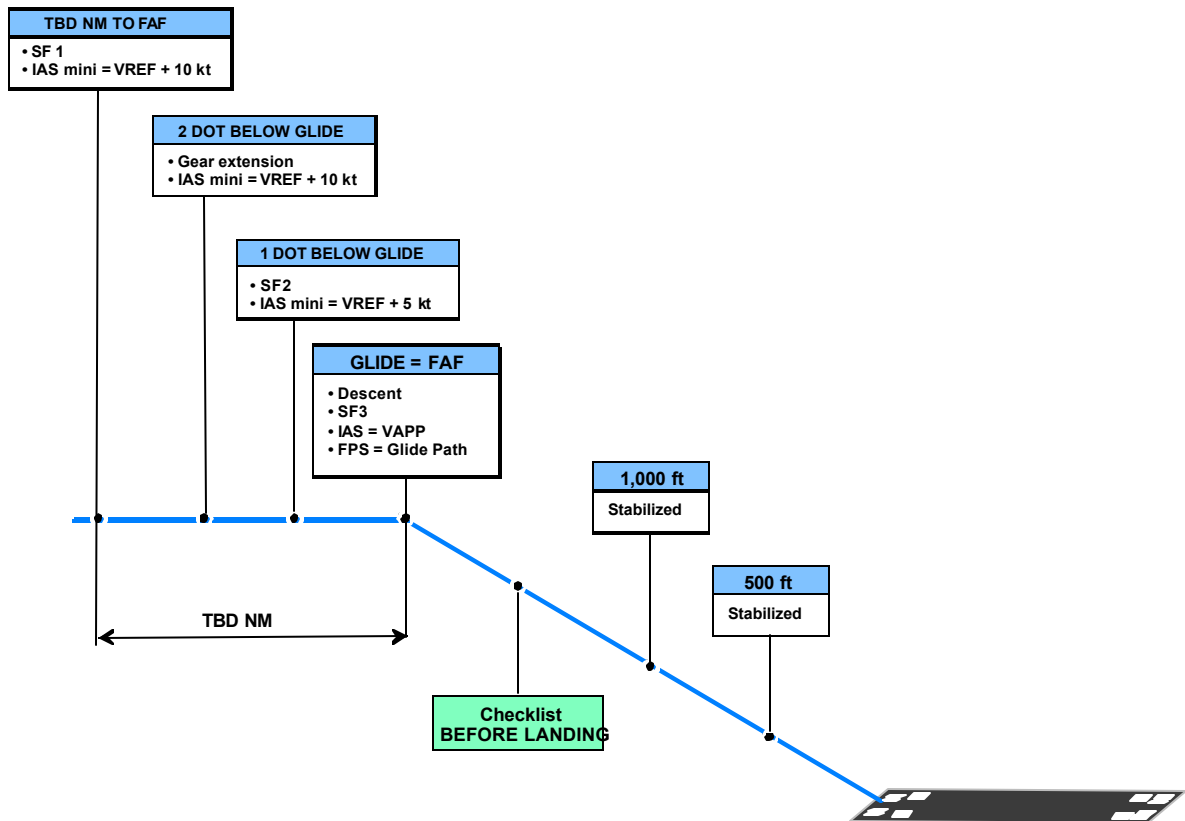 TBD NM TO FAF
• SF 1
• IAS mini = VREF + 10 kt
2 DOT BELOW GLIDE
• Gear extension
• IAS mini = VREF + 10 kt
1 DOT BELOW GLIDE
• SF2
• IAS mini = VREF + 5 kt
GLIDE = FAF
• Descent
• SF3
• IAS = VAPP
• FPS = Glide Path
1,000 ft
Stabilized
500 ft
Stabilized
TBD NM
Checklist
BEFORE LANDING